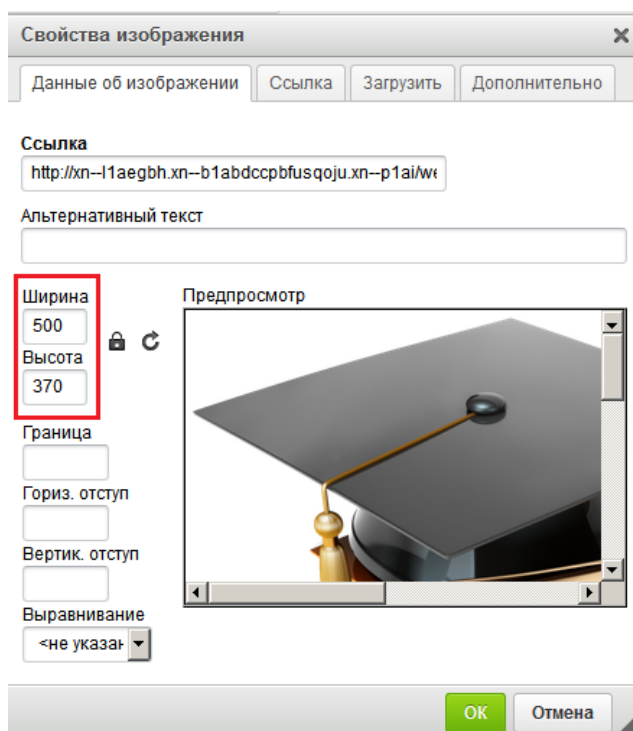 Свойства изображения
Данные об изображении Ссылка Загрузить Дополнительно
Ссылка
http://xn--l1aegbh.xn--b1abdccpbfusqoju.xn--p1ai/we
Альтернативный текст
Ширина
500
Высота
370
Граница
Гориз. отступ
Вертик. отступ
Выравнивание
<не указан
Предпросмотр
ОК Отмена